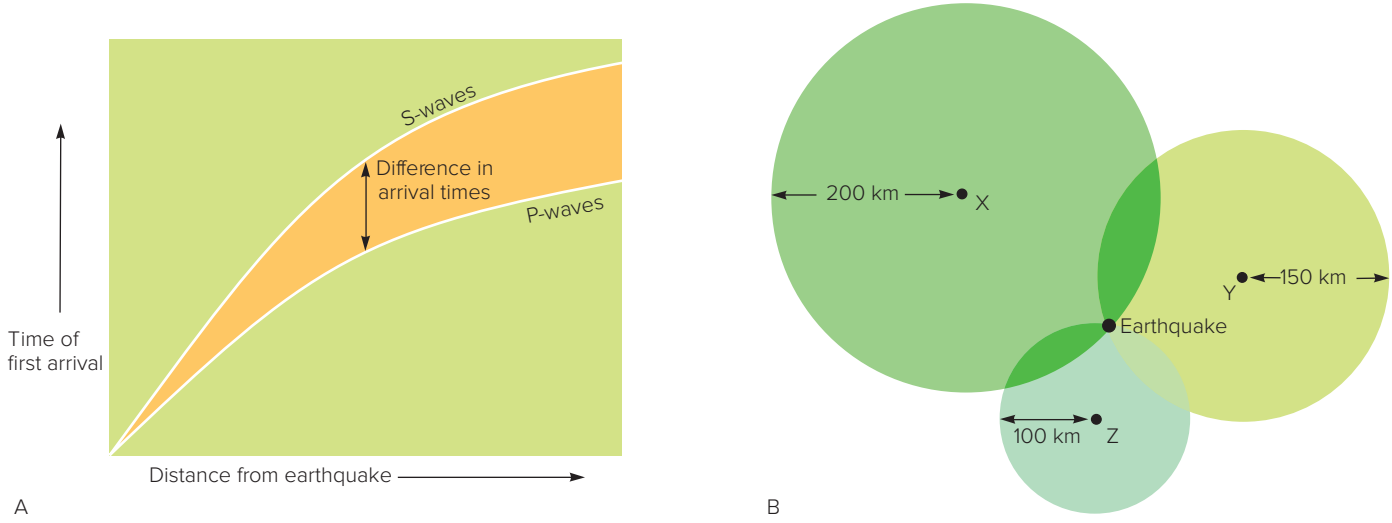 S-waves
Difference in
arrival times
P-waves
Time of
first arrival
Distance from earthquake
A
200 km
X
Y
150 km
Earthquake
100 km
Z
B